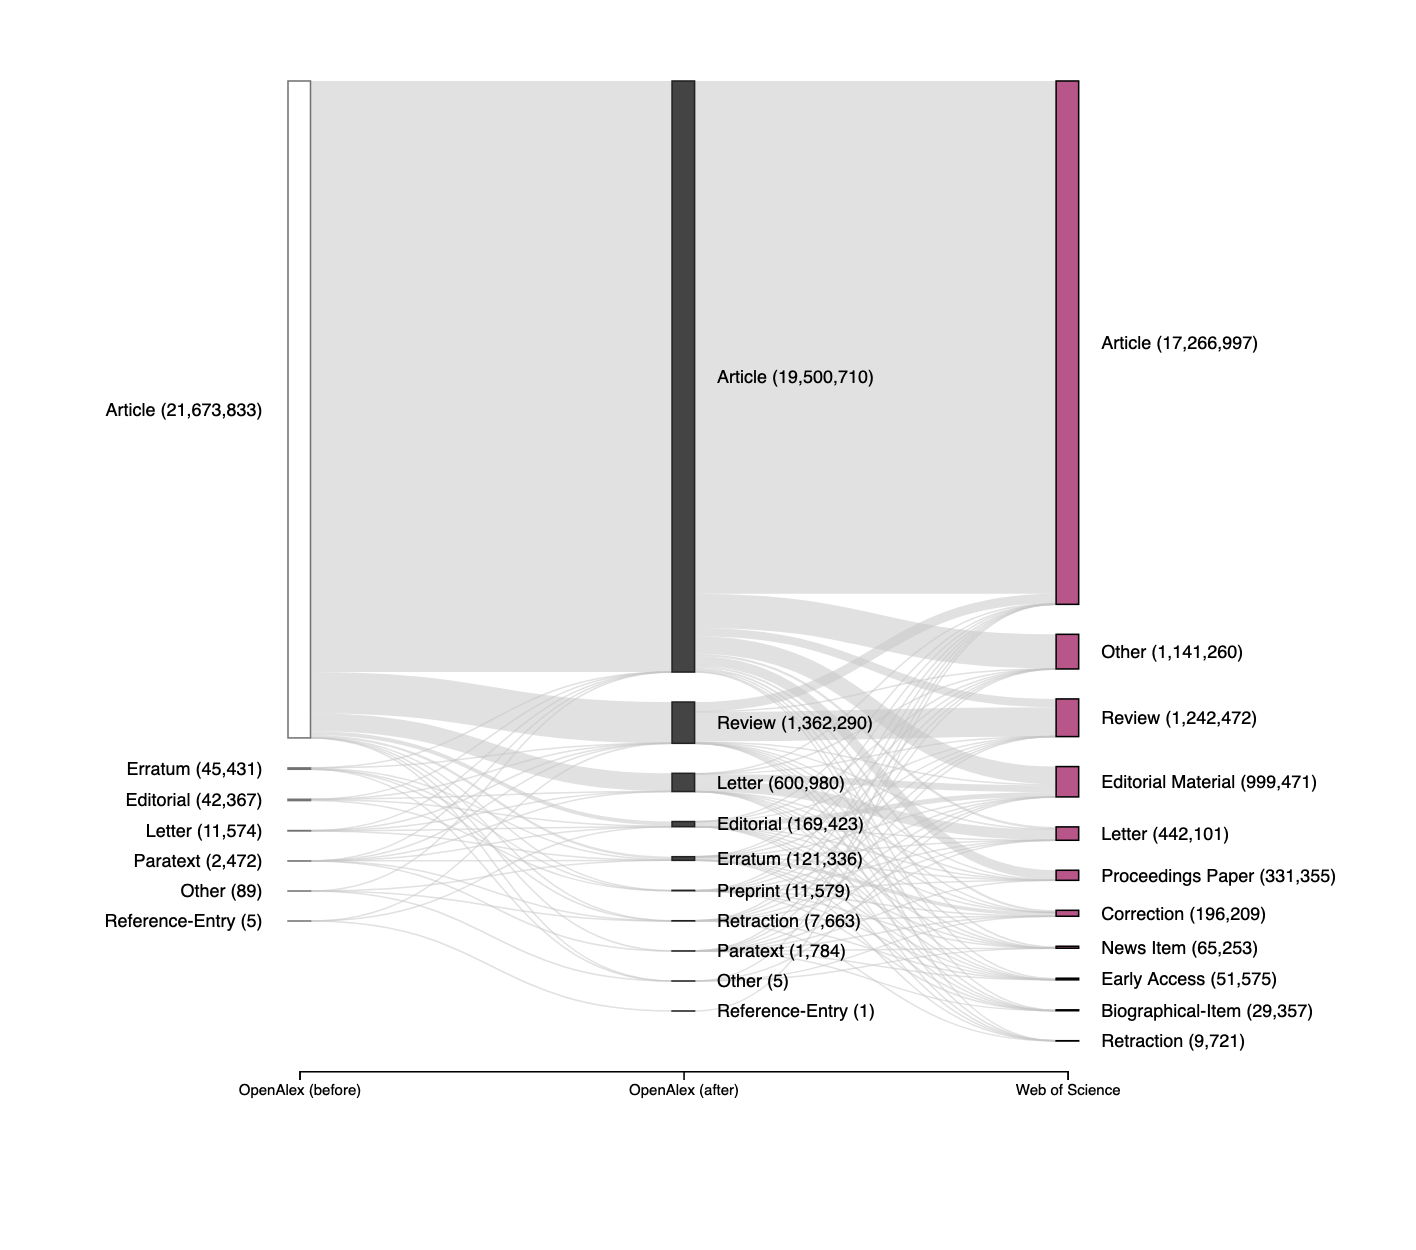 Article (21,673,833)
Erratum (45,431)
Editorial (42,367)
Letter (11,574)
Paratext (2,472)
Other (89)
Reference-Entry (5)
Article (19,500,710)
Review (1,362,290)
Letter (600,980)
Editorial (169,423)
Erratum (121,336)
Preprint (11,579)
Retraction (7,663)
Paratext (1,784)
Other (5)
Reference-Entry (1)
Article (17,266,997)
Other (1,141,260)
Review (1,242,472)
Editorial Material (999,471)
Letter (442,101)
Proceedings Paper (331,355)
Correction (196,209)
News Item (65,253)
Early Access (51,575)
Biographical-Item (29,357)
Retraction (9,721)
OpenAlex (before)
OpenAlex (after)
Web of Science